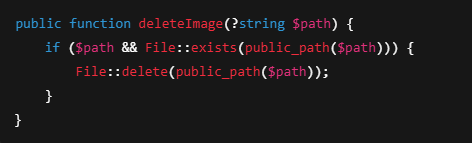 public function deleteImage(?string $path) {
    if ($path && File::exists(public_path($path))) {
        File::delete(public_path($path));
    }
}